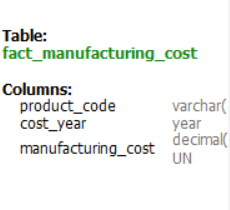 Table:
fact_manufacturing_cost
Columns:
product_code varchar(
cost_year year
manufacturing_cost decimal(
UN